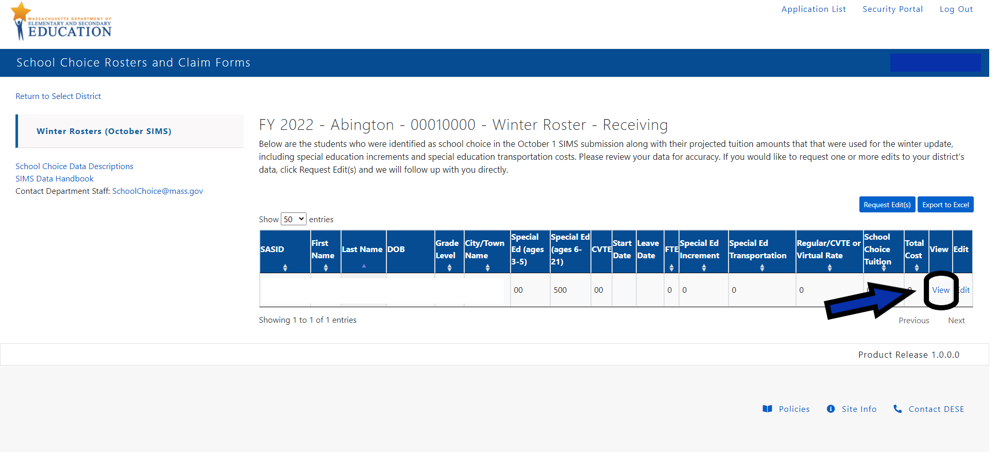 MASSACHUSETTS DEPARTMENT OF
ELEMENTARY AND SECONDARY
EDUCATION
Application List Security Portal Log Out
School Choice Rosters and Claim Forms
Return to Select District
Winter Rosters (October SIMS)
School Choice Data Descriptions
SIMS Data Handbook
Contact Department Staff: SchoolChoice@mass.gov
FY 2022 - Abington - 00010000 - Winter Roster - Receiving
Below are the students who were identified as school choice in the October 1 SIMS submission along with their projected tuition amounts that that were used for the winter update,
including special education increments and special education transportation costs. Please review your data for accuracy. If you would like to request one or more edits to your district's
data, click Request Edit(s) and we will follow up with you directly.
Request Edit(s) Export to Excel
Show 50 entries
SASID First Name Last Name DOB Grade Level City/Town Name Special Ed (ages 3-5) Special Ed (ages 6-21) CVTE Start Date Leave Date FTE Special Ed Increment Special Ed Transportation Regular/CVTE or Virtual Rate School Choice Tuition Total Cost View Edit
00 500 00 0 0 0 0 View Edit
Showing 1 to 1 of 1 entries
Previous Next
Product Release 1.0.0.0
Policies Site Info Contact DESE